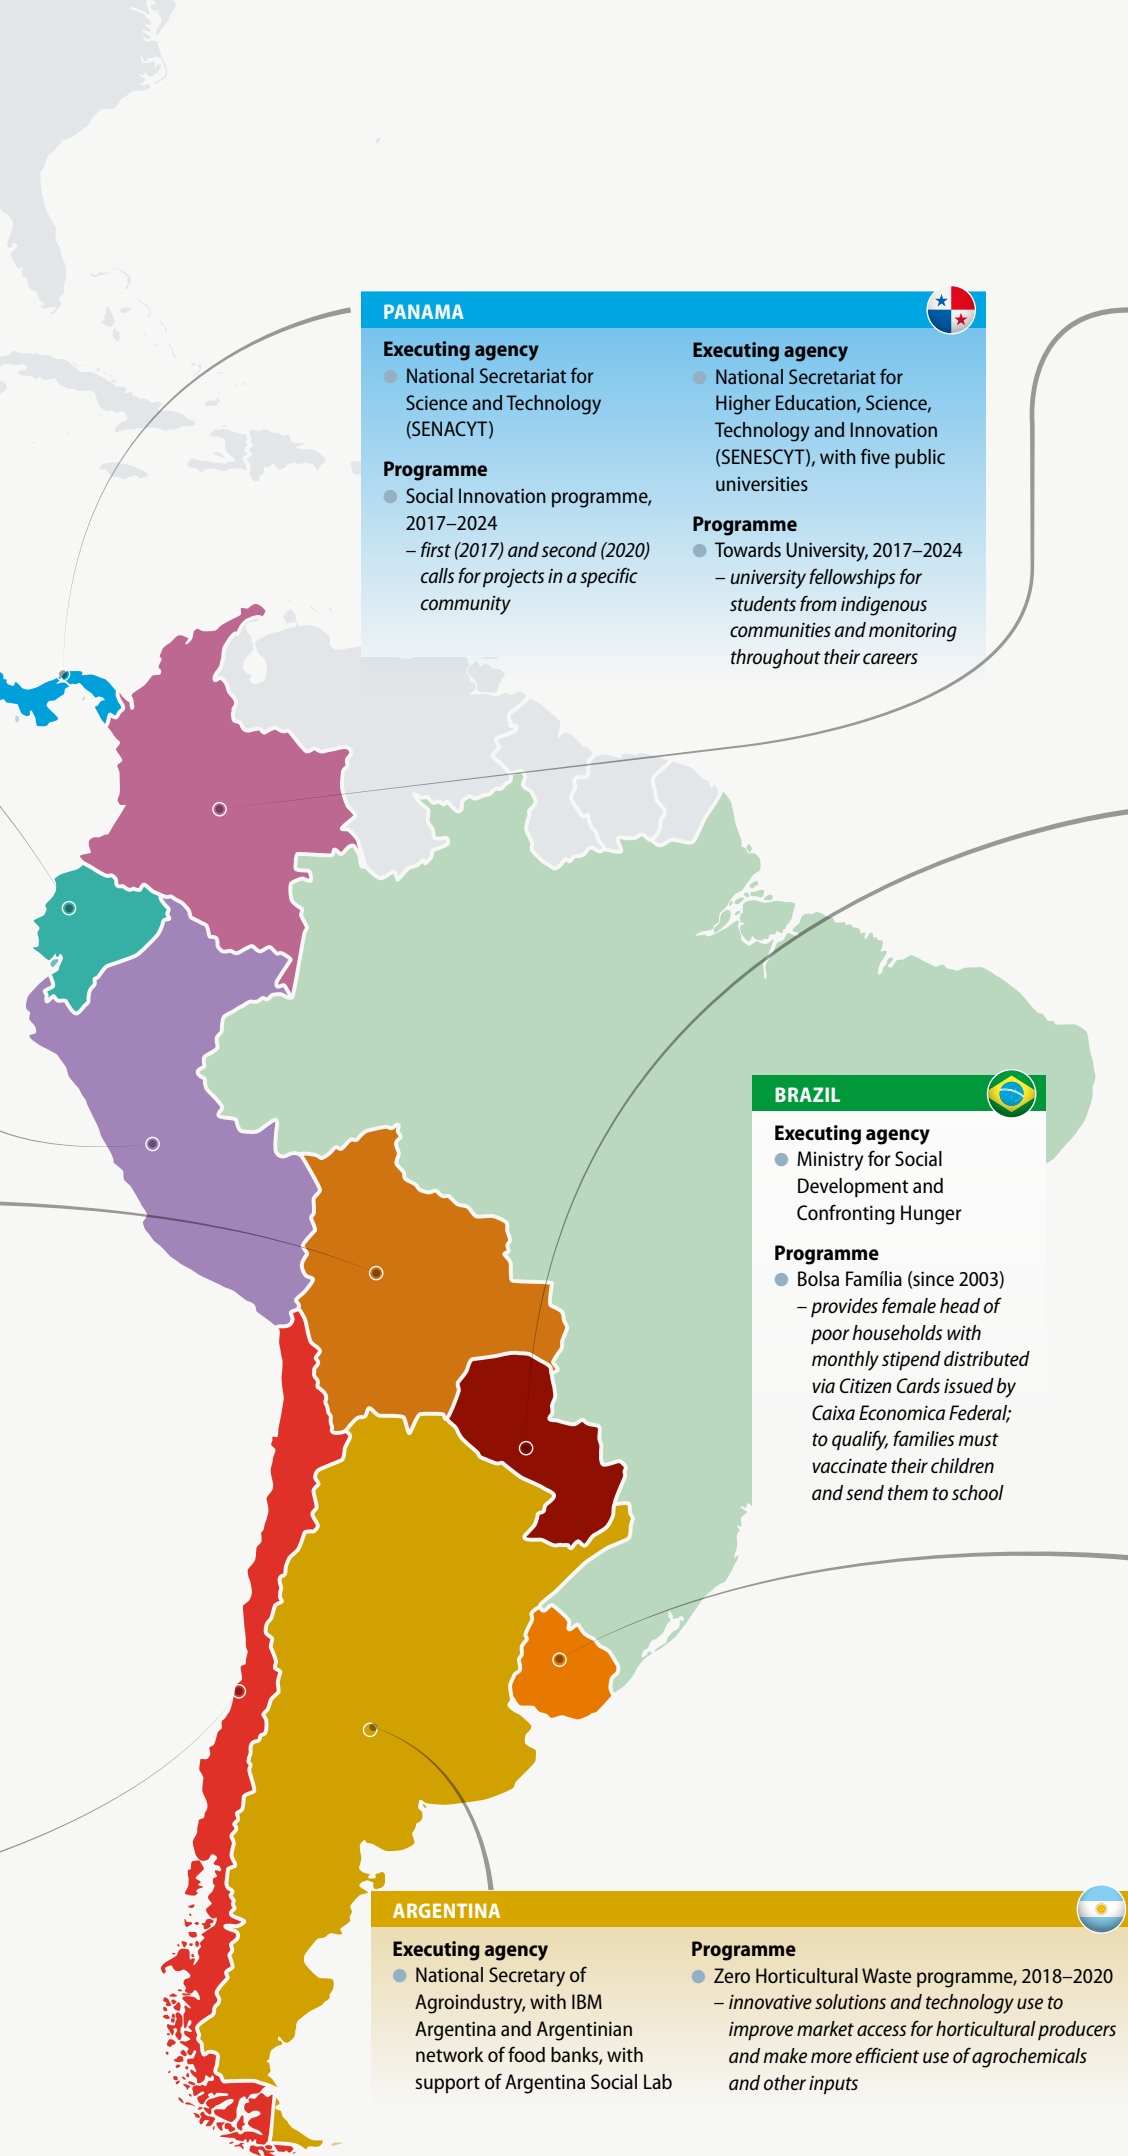 PANAMA
Executing agency
National Secretariat for
Science and Technology
(SENACYT)
Programme
Social Innovation programme,
2017–2024
– first (2017) and second (2020)
calls for projects in a specific
community
Executing agency
National Secretariat for
Higher Education, Science,
Technology and Innovation
(SENESCYT), with five public
universities
Programme
Towards University, 2017–2024
– university fellowships for
students from indigenous
communities and monitoring
throughout their careers
BRAZIL
Executing agency
Ministry for Social
Development and
Confronting Hunger
Programme
Bolsa Família (since 2003)
– provides female head of
poor households with
monthly stipend distributed
via Citizen Cards issued by
Caixa Economica Federal;
to qualify, families must
vaccinate their children
and send them to school
ARGENTINA
Executing agency
National Secretary of
Agroindustry, with IBM
Argentina and Argentinian
network of food banks, with
support of Argentina Social Lab
Programme
Zero Horticultural Waste programme, 2018–2020
– innovative solutions and technology use to
improve market access for horticultural producers
and make more efficient use of agrochemicals
and other inputs